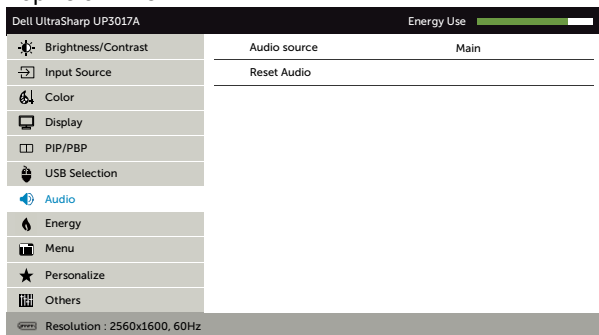 Dell UltraSharp UP3017A Energy Use
Brightness/Contrast Audio source Main
Input Source Reset Audio
Color
Display
PIP/PBP
USB Selection
Audio
Energy
Menu
Personalize
Others
Resolution : 2560x1600, 60Hz